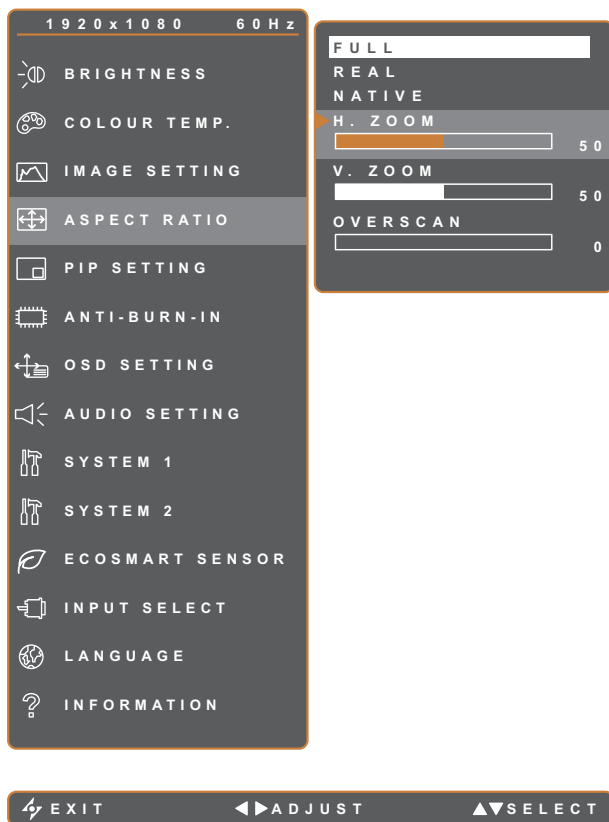 1920x1080 60Hz
BRIGHTNESS
COLOUR TEMP.
IMAGE SETTING
ASPECT RATIO
PIP SETTING
ANTI-BURN-IN
OSD SETTING
AUDIO SETTING
SYSTEM 1
SYSTEM 2
ECOSMART SENSOR
INPUT SELECT
LANGUAGE
INFORMATION
FULL
REAL
NATIVE
H. ZOOM
50
V. ZOOM
50
OVERSCAN
0
EXIT ADJUST SELECT